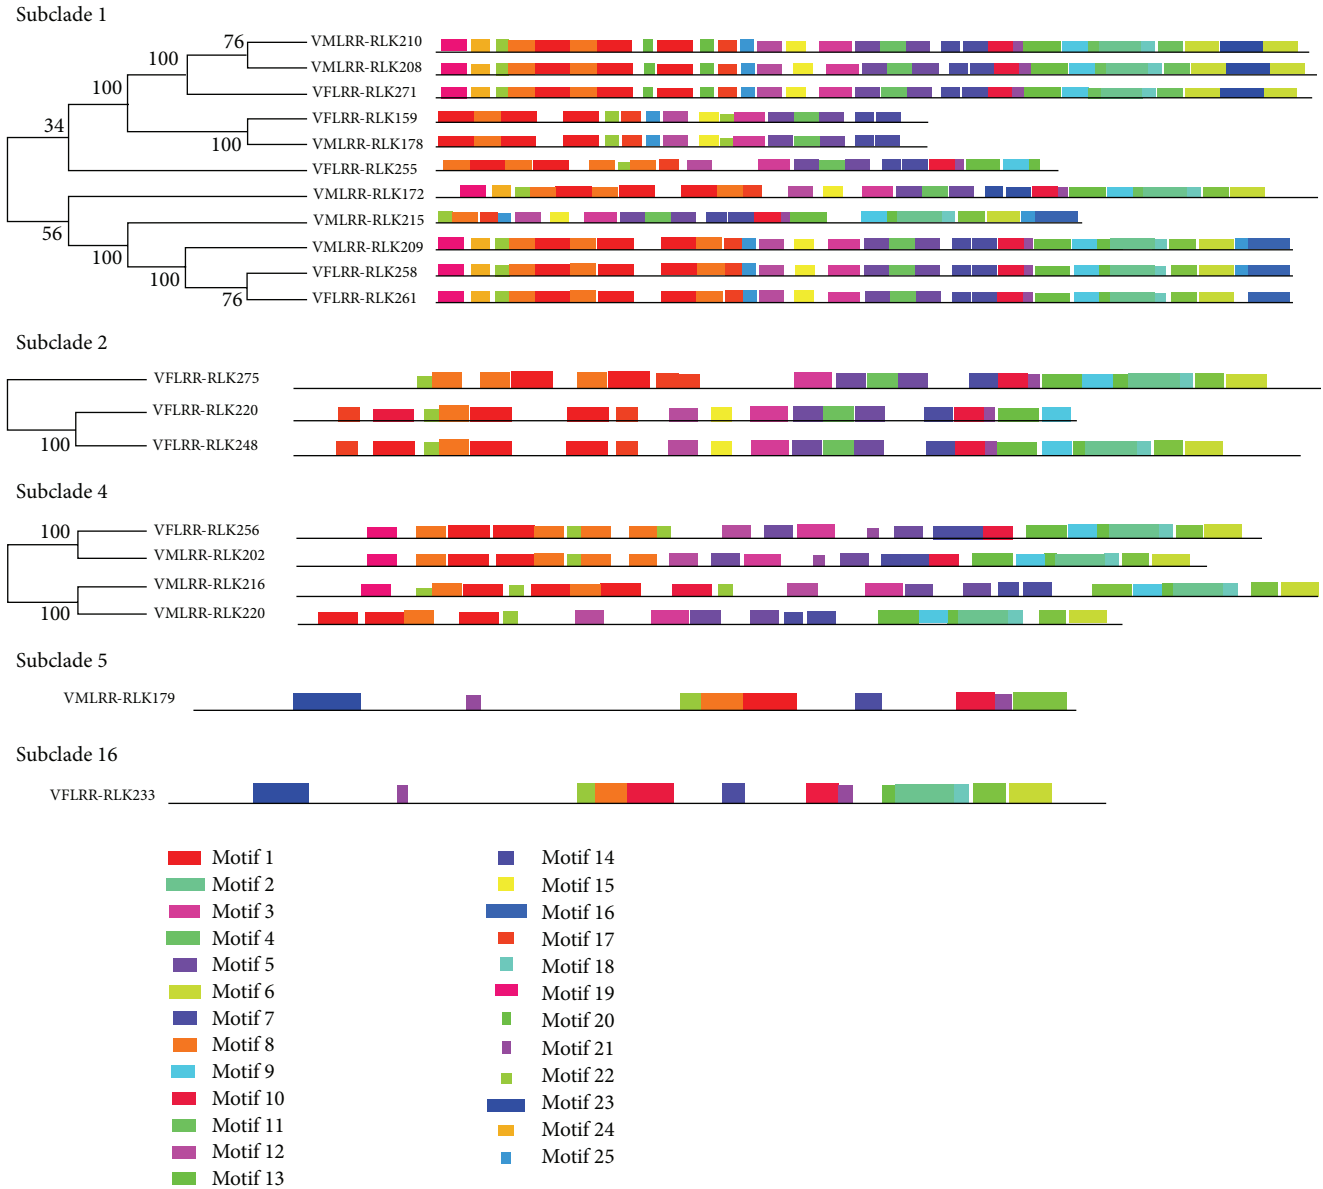 Subclade 1
76
VMLRR-RLK210
100
VMLRR-RLK208
100
VFLRR-RLK271
34
VFLRR-RLK159
100
VMLRR-RLK178
VFLRR-RLK255
VMLRR-RLK172
56
VMLRR-RLK215
100
VMLRR-RLK209
100
VFLRR-RLK258
76
VFLRR-RLK261
Subclade 2
VFLRR-RLK275
VFLRR-RLK220
100
VFLRR-RLK248
Subclade 4
100
VFLRR-RLK256
VMLRR-RLK202
VMLRR-RLK216
100
VMLRR-RLK220
Subclade 5
VMLRR-RLK179
Subclade 16
VFLRR-RLK233
Motif 1
Motif 2
Motif 3
Motif 4
Motif 5
Motif 6
Motif 7
Motif 8
Motif 9
Motif 10
Motif 11
Motif 12
Motif 13
Motif 14
Motif 15
Motif 16
Motif 17
Motif 18
Motif 19
Motif 20
Motif 21
Motif 22
Motif 23
Motif 24
Motif 25